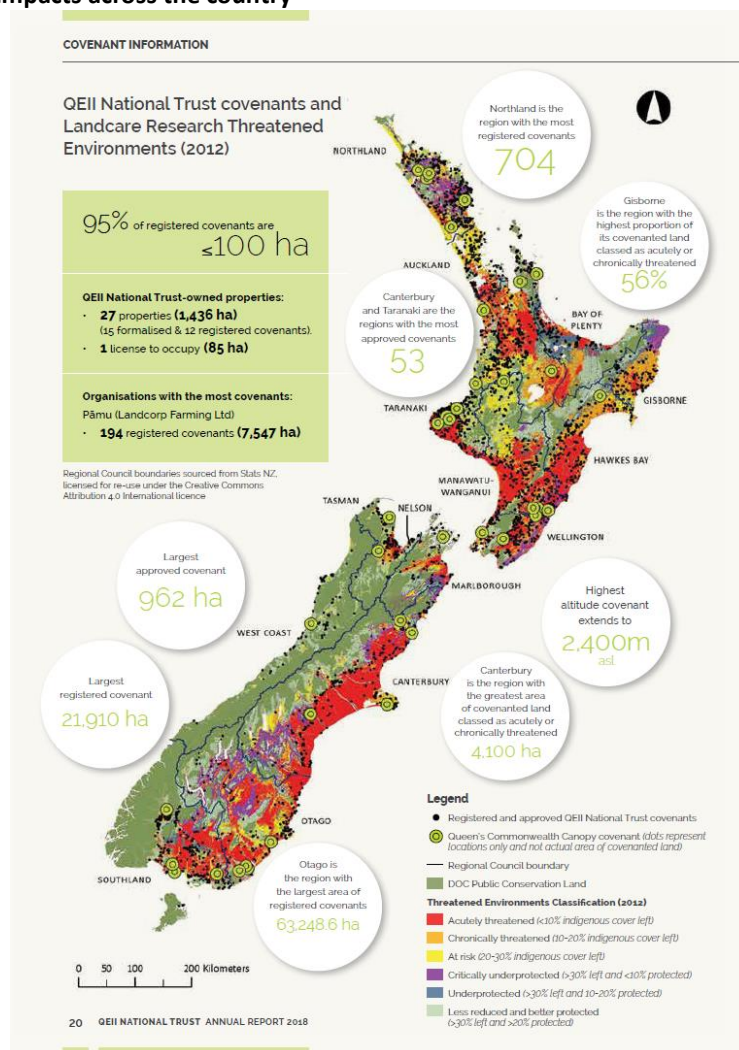 impacts across the country
COVENANT INFORMATION
QEII National Trust covenants and
Landcare Research Threatened
Environments (2012)
95% of registered covenants are
≤100 ha
QEII National Trust-owned properties:
• 27 properties (1,436 ha)
(15 formalised & 12 registered covenants).
• 1 license to occupy (85 ha)
Organisations with the most covenants:
Pāmu (Landcorp Farming Ltd)
• 194 registered covenants (7,547 ha)
Regional Council boundaries sourced from Stats NZ,
licensed for re-use under the Creative Commons
Attribution 4.0 International licence
Northland is the
region with the most
registered covenants
704
Gisborne
is the region with the
highest proportion of
its covenanted land
classed as acutely or
chronically threatened
56%
Canterbury
and Taranaki are the
regions with the most
approved covenants
53
NORTHLAND
AUCKLAND
BAY OF
PLENTY
GISBORNE
TARANAKI
HAWKES BAY
MANAWATU-
WANGANUI
WELLINGTON
TASMAN
NELSON
MARLBOROUGH
WEST COAST
CANTERBURY
OTAGO
SOUTHLAND
Largest
approved covenant
962 ha
Largest
registered covenant
21,910 ha
Highest
altitude covenant
extends to
2,400m
asl
Canterbury
is the region with
the greatest area
of covenanted land
classed as acutely or
chronically threatened
4,100 ha
Otago is
the region with
the largest area of
registered covenants
63,248.6 ha
Legend
Registered and approved QEII National Trust covenants
Queen's Commonwealth Canopy covenant (dots represent
locations only and not actual area of covenanted land)
Regional Council boundary
DOC Public Conservation Land
Threatened Environments Classification (2012)
Acutely threatened (<10% indigenous cover left)
Chronically threatened (10-20% indigenous cover left)
At risk (20-30% indigenous cover left)
Critically underprotected (>30% left and <10% protected)
Underprotected (>30% left and 10-20% protected)
Less reduced and better protected
(>30% left and >20% protected)
0 50 100 200 Kilometers
20 QEII NATIONAL TRUST ANNUAL REPORT 2018